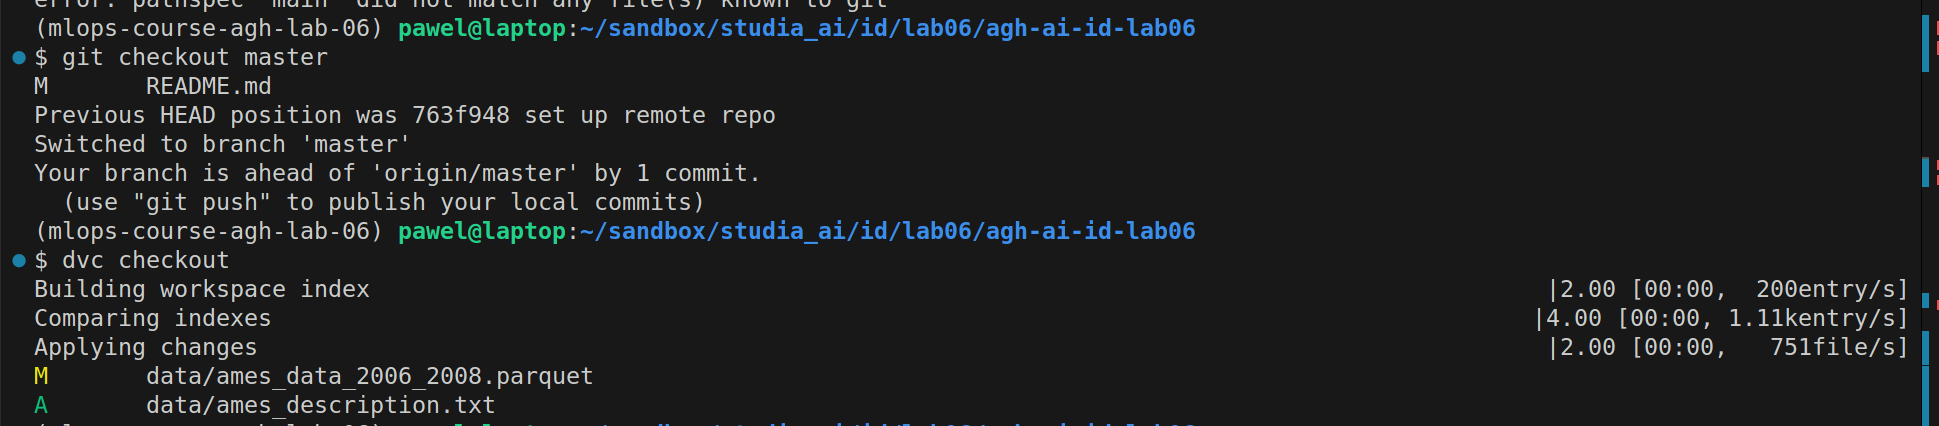 error: pathspec 'main' did not match any file(s) known to git
(mlops-course-agh-lab-06) pawel@laptop:~/sandbox/studia_ai/id/lab06/agh-ai-id-lab06
$ git checkout master
M       README.md
Previous HEAD position was 763f948 set up remote repo
Switched to branch 'master'
Your branch is ahead of 'origin/master' by 1 commit.
  (use "git push" to publish your local commits)
(mlops-course-agh-lab-06) pawel@laptop:~/sandbox/studia_ai/id/lab06/agh-ai-id-lab06
$ dvc checkout
Building workspace index |2.00 [00:00,  200entry/s]
Comparing indexes |4.00 [00:00, 1.11kentry/s]
Applying changes |2.00 [00:00,   751file/s]
M       data/ames_data_2006_2008.parquet
A       data/ames_description.txt